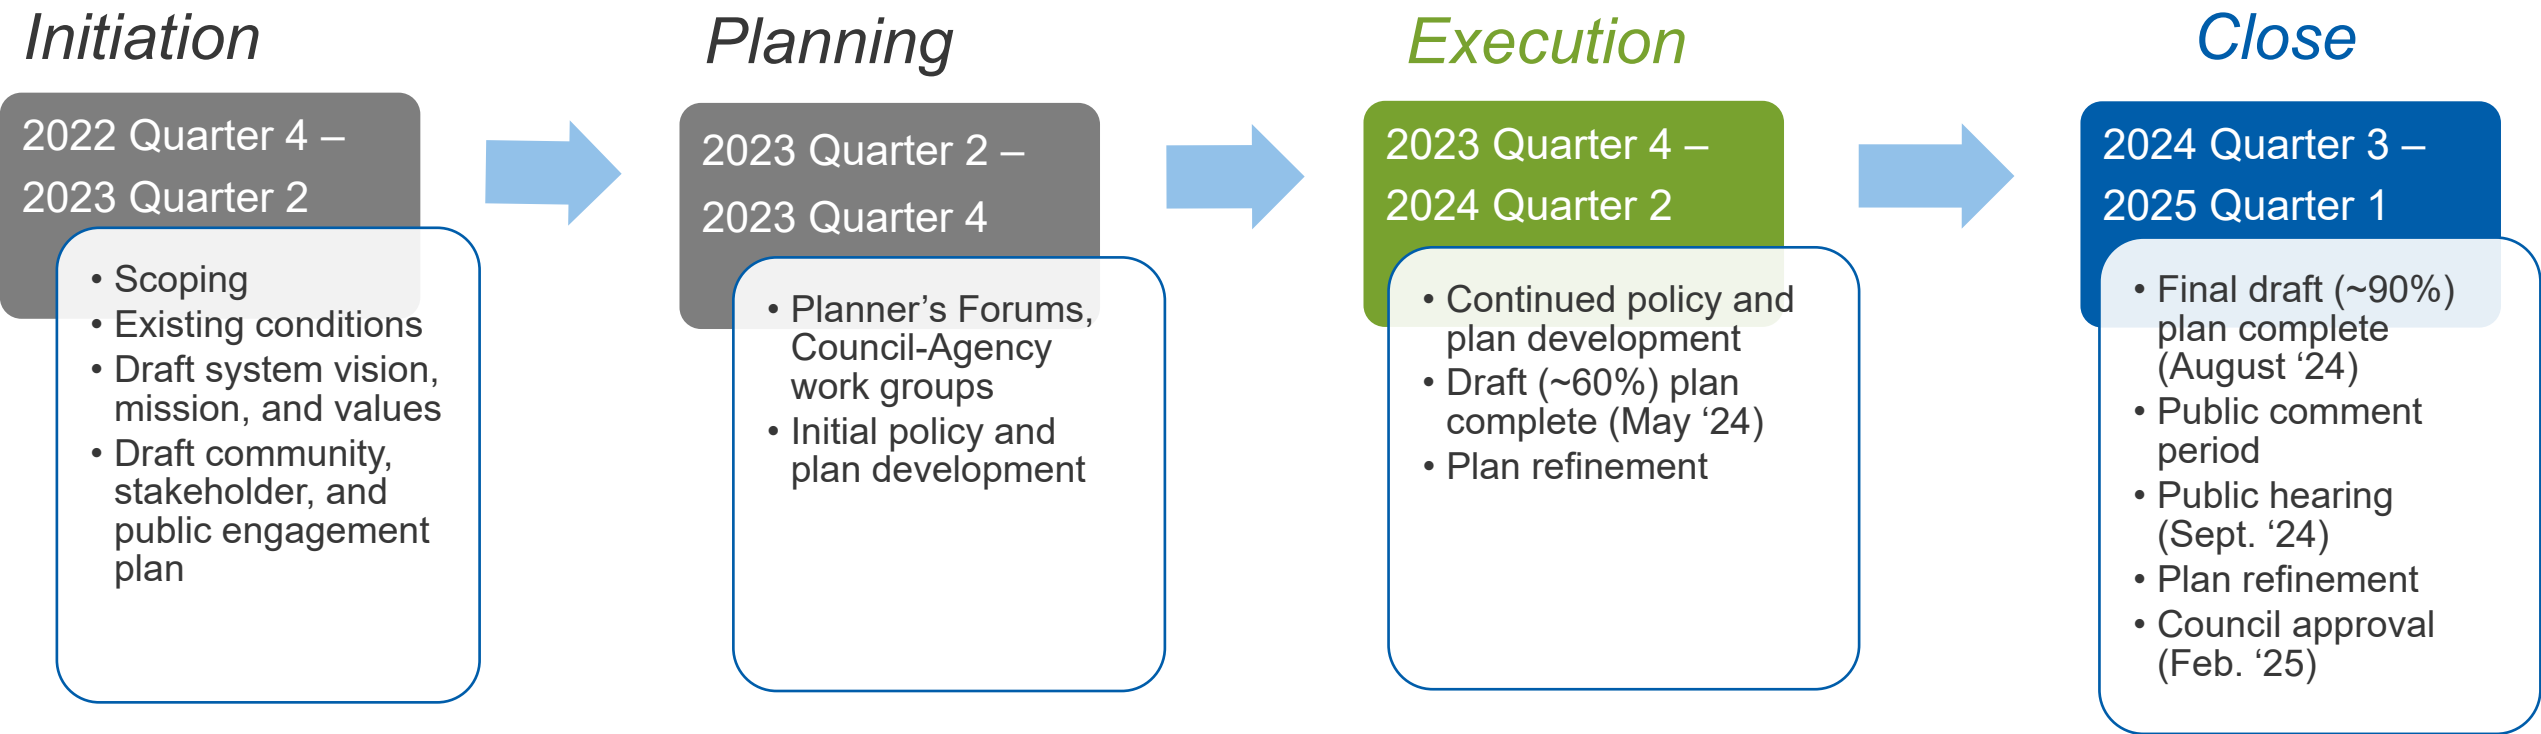 Initiation
2022 Quarter 4 –
2023 Quarter 2
• Scoping
• Existing conditions
• Draft system vision,
mission, and values
• Draft community,
stakeholder, and
public engagement
plan
Planning
2023 Quarter 2 –
2023 Quarter 4
• Planner’s Forums,
Council-Agency
work groups
• Initial policy and
plan development
Execution
2023 Quarter 4 –
2024 Quarter 2
• Continued policy and
plan development
• Draft (~60%) plan
complete (May ‘24)
• Plan refinement
Close
2024 Quarter 3 –
2025 Quarter 1
• Final draft (~90%)
plan complete
(August ‘24)
• Public comment
period
• Public hearing
(Sept. ‘24)
• Plan refinement
• Council approval
(Feb. ‘25)